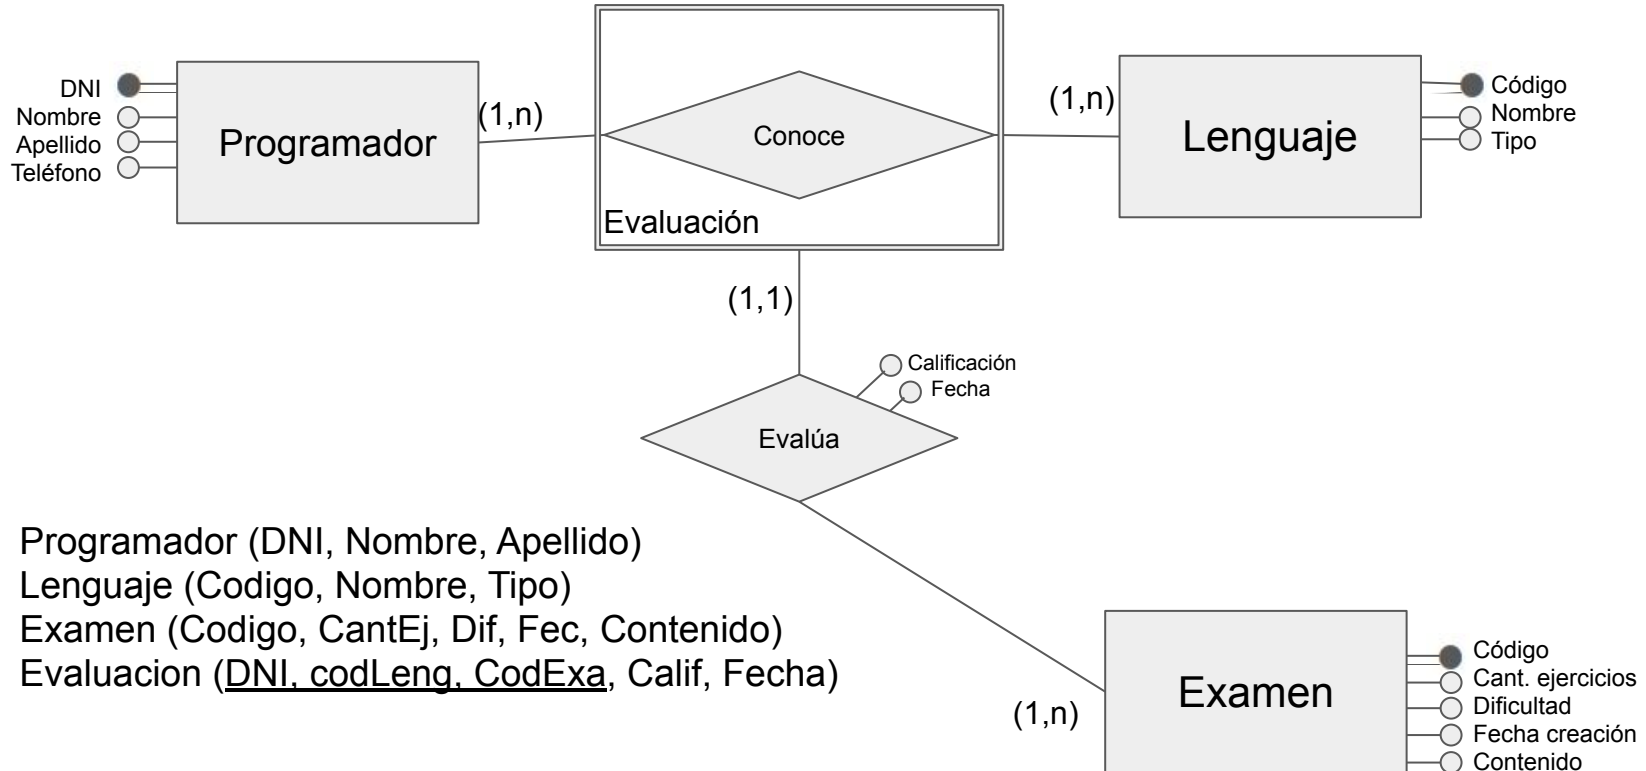 DNI
Nombre
Apellido
Teléfono
Programador
(1,n)
Conoce
Evaluación
(1,n)
Lenguaje
Código
Nombre
Tipo
(1,1)
Calificación
Fecha
Evalúa
Programador (DNI, Nombre, Apellido)
Lenguaje (Codigo, Nombre, Tipo)
Examen (Codigo, CantEj, Dif, Fec, Contenido)
Evaluacion (DNI, codLeng, CodExa, Calif, Fecha)
(1,n)
Examen
Código
Cant. ejercicios
Dificultad
Fecha creación
Contenido